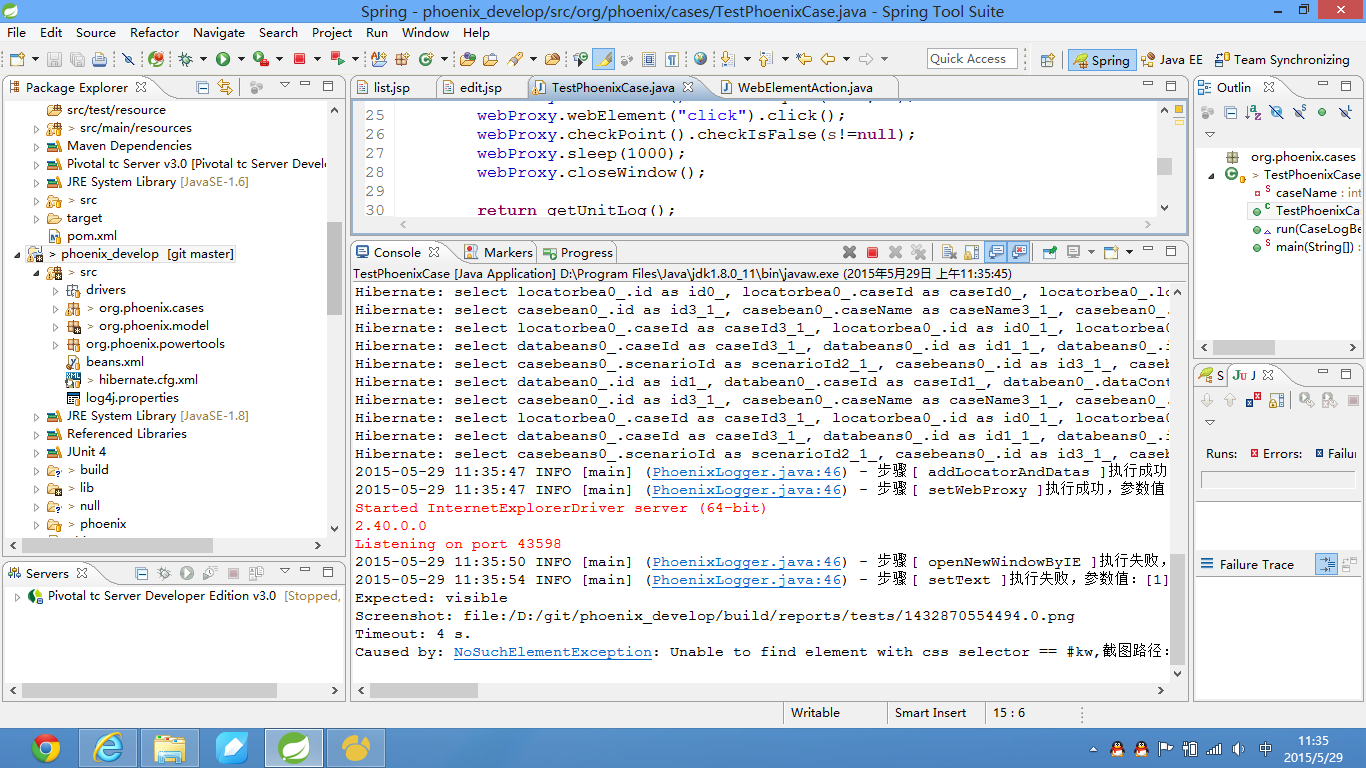 Spring - phoenix_develop/src/org/phoenix/cases/TestPhoenixCase.java - Spring Tool Suite
File Edit Source Refactor Navigate Search Project Run Window Help
Quick Access
Spring Java EE Team Synchronizing
Package Explorer
src/test/resource
> src/main/resources
Maven Dependencies
Pivotal tc Server v3.0 [Pivotal tc Server Devel
JRE System Library [JavaSE-1.6]
> src
target
pom.xml
> phoenix_develop [git master]
> src
drivers
> org.phoenix.cases
> org.phoenix.model
org.phoenix.powertools
beans.xml
> hibernate.cfg.xml
log4j.properties
JRE System Library [JavaSE-1.8]
Referenced Libraries
JUnit 4
> build
> lib
> null
> phoenix
Servers
Pivotal tc Server Developer Edition v3.0 [Stopped,
list.jsp edit.jsp TestPhoenixCase.java WebElementAction.java
25 webProxy.webElement("click").click();
26 webProxy.checkPoint().checkIsFalse(s!=null);
27 webProxy.sleep(1000);
28 webProxy.closeWindow();
29
30 return getUnitLog();
Console Markers Progress
TestPhoenixCase [Java Application] D:\Program Files\Java\jdk1.8.0_11\bin\javaw.exe (2015年5月29日 上午11:35:45)
Hibernate: select locatorbea0_.id as id0_, locatorbea0_.caseId as caseId0_, locatorbea0_.lo
Hibernate: select casebean0_.id as id3_1_, casebean0_.caseName as caseName3_1_, casebean0_.
Hibernate: select locatorbea0_.caseId as caseId3_1_, locatorbea0_.id as id0_1_, locatorbea0
Hibernate: select databeans0_.caseId as caseId3_1_, databeans0_.id as id1_1_, databeans0_.i
Hibernate: select casebeans0_.scenarioId as scenarioId2_1_, casebeans0_.id as id3_1_, casebe
Hibernate: select databean0_.id as id1_, databean0_.caseId as caseId1_, databean0_.dataCont
Hibernate: select casebean0_.id as id3_1_, casebean0_.caseName as caseName3_1_, casebean0_.
Hibernate: select locatorbea0_.caseId as caseId3_1_, locatorbea0_.id as id0_1_, locatorbea0
Hibernate: select databeans0_.caseId as caseId3_1_, databeans0_.id as id1_1_, databeans0_.i
Hibernate: select casebeans0_.scenarioId as scenarioId2_1_, casebeans0_.id as id3_1_, casebe
2015-05-29 11:35:47 INFO [main] (PhoenixLogger.java:46) - 步骤[ addLocatorAndDatas ]执行成功
2015-05-29 11:35:47 INFO [main] (PhoenixLogger.java:46) - 步骤[ setWebProxy ]执行成功，参数值
Started InternetExplorerDriver server (64-bit)
2.40.0.0
Listening on port 43598
2015-05-29 11:35:50 INFO [main] (PhoenixLogger.java:46) - 步骤[ openNewWindowByIE ]执行失败，
2015-05-29 11:35:54 INFO [main] (PhoenixLogger.java:46) - 步骤[ setText ]执行失败，参数值：[1]
Expected: visible
Screenshot: file:/D:/git/phoenix_develop/build/reports/tests/1432870554494.0.png
Timeout: 4 s.
Caused by: NoSuchElementException: Unable to find element with css selector == #kw,截图路径：
Outlin
org.phoenix.cases
> TestPhoenixCase
caseName : int
TestPhoenixCa
run(CaseLogBe
main(String[]) :
S J
Runs: Errors: Failur
Failure Trace
Writable Smart Insert 15 : 6
中
11:35
2015/5/29